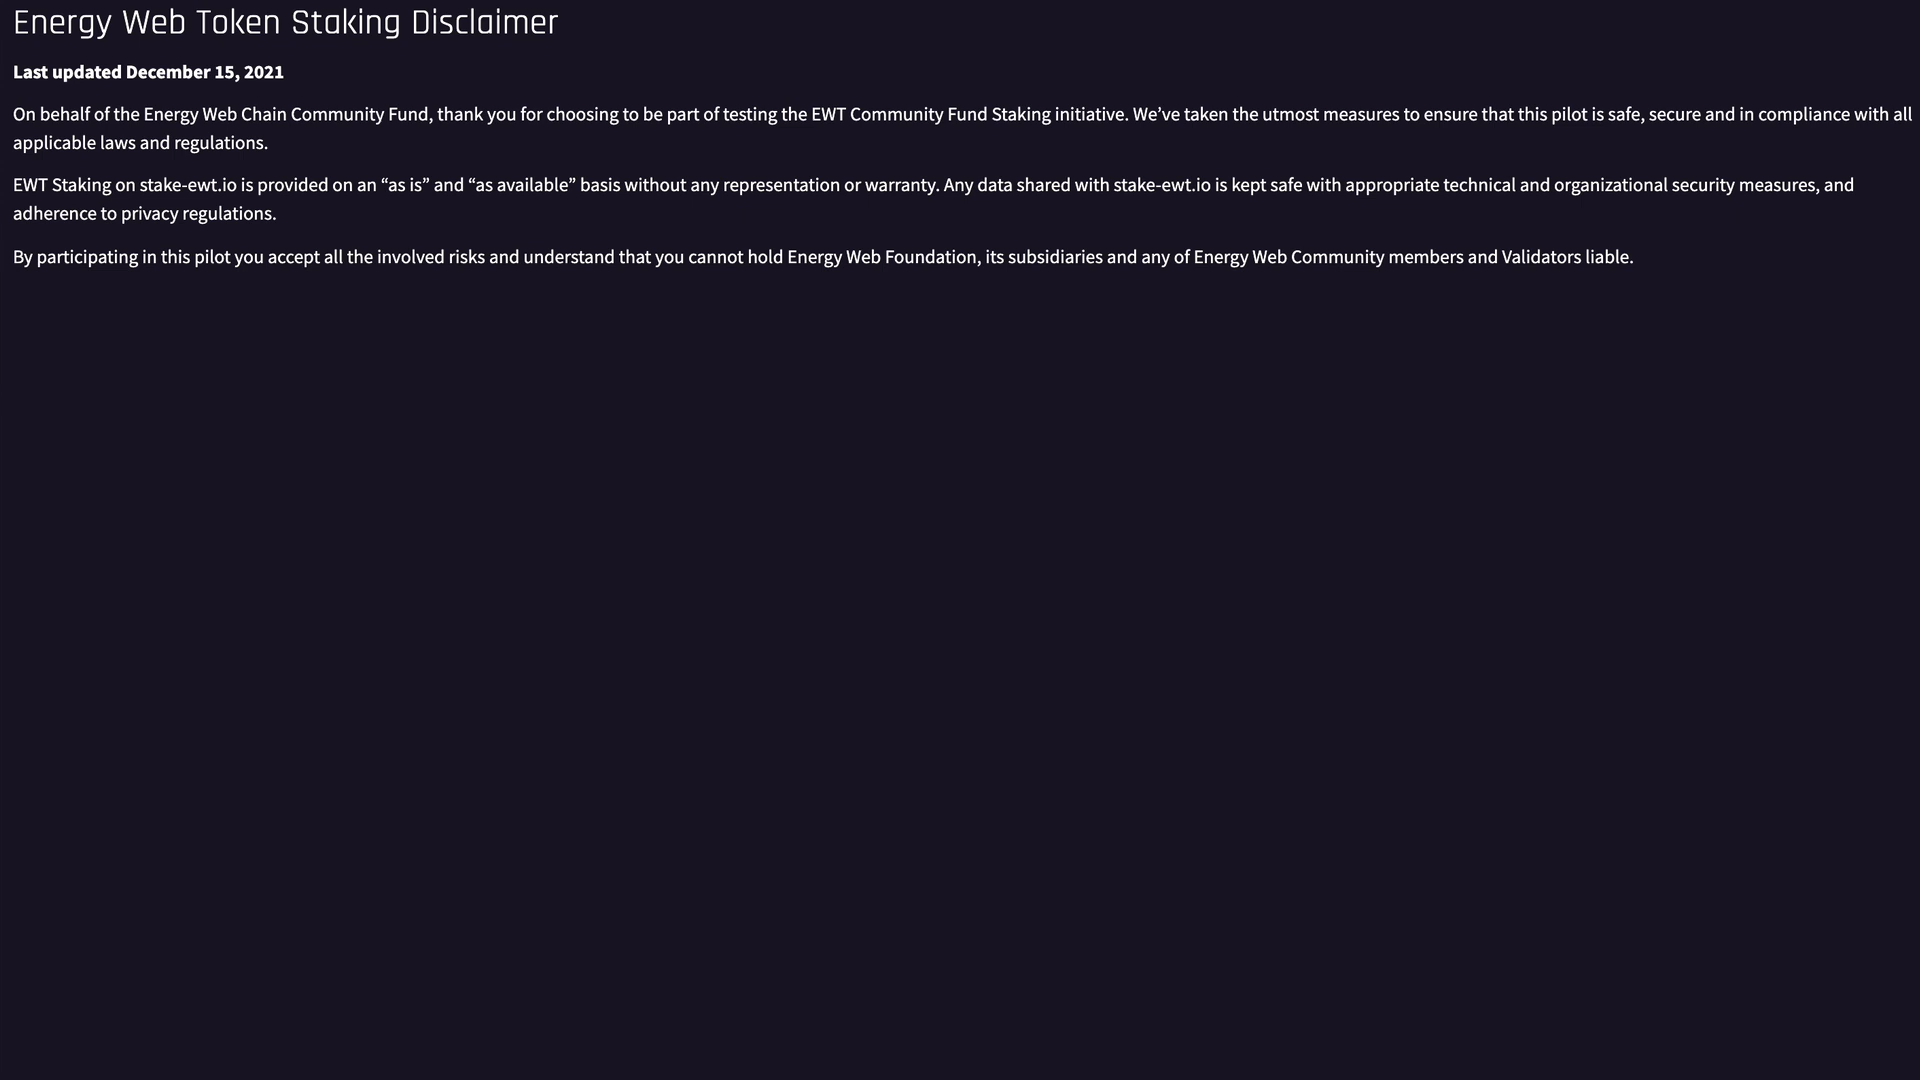 Energy Web Token Staking Disclaimer
Last updated December 15, 2021
On behalf of the Energy Web Chain Community Fund, thank you for choosing to be part of testing the EWT Community Fund Staking initiative. We’ve taken the utmost measures to ensure that this pilot is safe, secure and in compliance with all
applicable laws and regulations.
EWT Staking on stake-ewt.io is provided on an “as is” and “as available” basis without any representation or warranty. Any data shared with stake-ewt.io is kept safe with appropriate technical and organizational security measures, and
adherence to privacy regulations.
By participating in this pilot you accept all the involved risks and understand that you cannot hold Energy Web Foundation, its subsidiaries and any of Energy Web Community members and Validators liable.